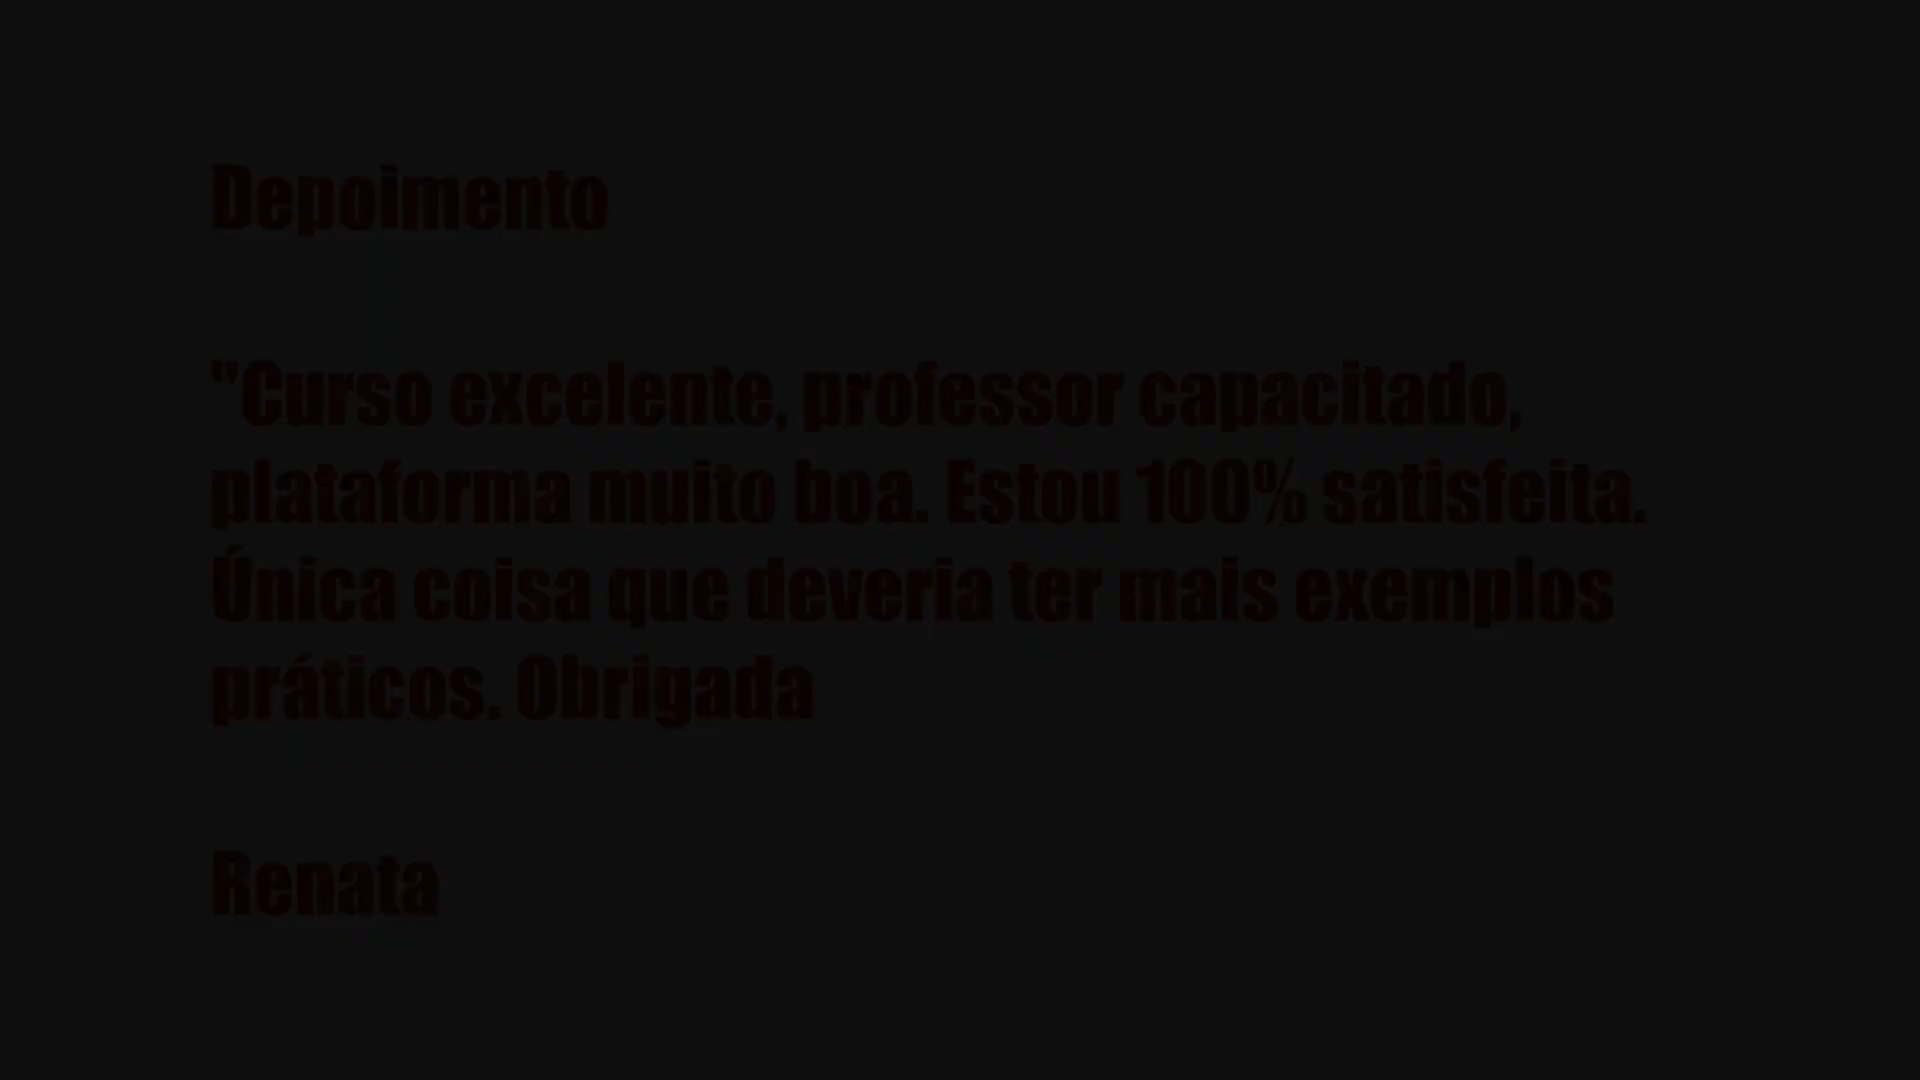 Depoimento
"Curso excelente, professor capacitado,
plataforma muito boa. Estou 100% satisfeita.
Única coisa que deveria ter mais exemplos
práticos. Obrigada
Renata